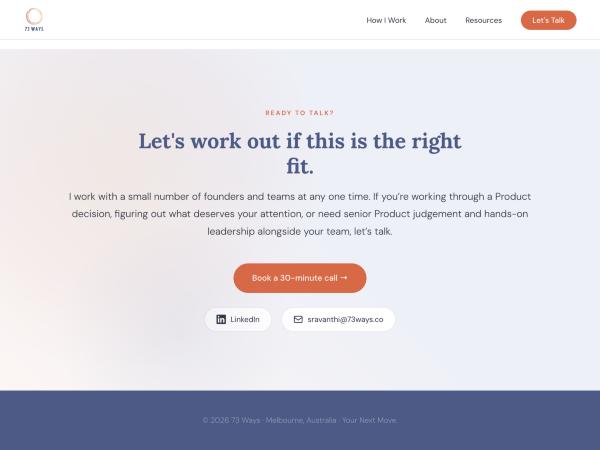 73 WAYS
How I Work
About
Resources
Let's Talk
READY TO TALK?
Let's work out if this is the right
fit.
I work with a small number of founders and teams at any one time. If you're working through a Product
decision, figuring out what deserves your attention, or need senior Product judgement and hands-on
leadership alongside your team, let's talk.
Book a 30-minute call →
LinkedIn
sravanthi@73ways.co
© 2026 73 Ways · Melbourne, Australia · Your Next Move.